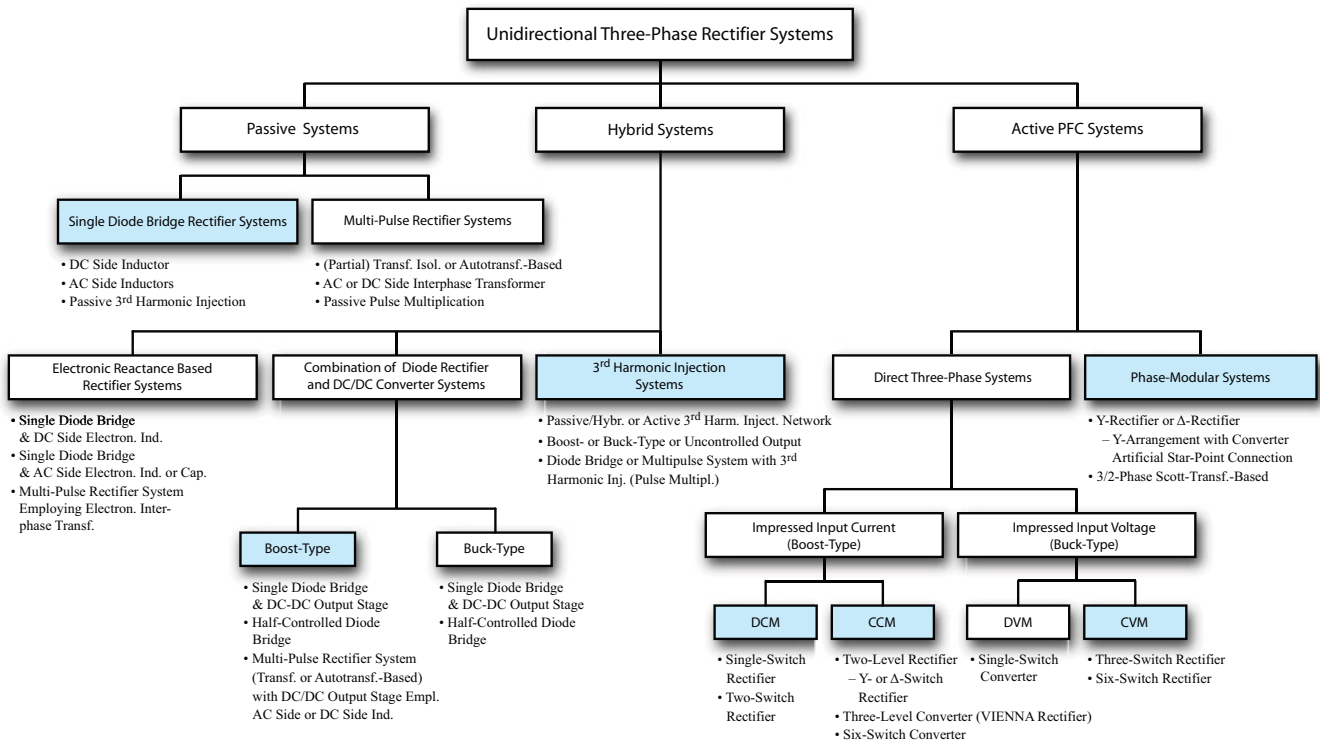 Unidirectional Three-Phase Rectifier Systems
Passive Systems
Hybrid Systems
Active PFC Systems
Single Diode Bridge Rectifier Systems
Multi-Pulse Rectifier Systems
• DC Side Inductor
• AC Side Inductors
• Passive 3rd Harmonic Injection
• (Partial) Transf. Isol. or Autotransf.-Based
• AC or DC Side Interphase Transformer
• Passive Pulse Multiplication
Electronic Reactance Based
Rectifier Systems
Combination of Diode Rectifier
and DC/DC Converter Systems
3rd Harmonic Injection
Systems
Direct Three-Phase Systems
Phase-Modular Systems
• Single Diode Bridge
& DC Side Electron. Ind.
• Single Diode Bridge
& AC Side Electron. Ind. or Cap.
• Multi-Pulse Rectifier System
Employing Electron. Inter-
phase Transf.
• Passive/Hybr. or Active 3rd Harm. Inject. Network
• Boost- or Buck-Type or Uncontrolled Output
• Diode Bridge or Multipulse System with 3rd
Harmonic Inj. (Pulse Multipl.)
• Y-Rectifier or Δ-Rectifier
– Y-Arrangement with Converter
Artificial Star-Point Connection
• 3/2-Phase Scott-Transf.-Based
Boost-Type
Buck-Type
• Single Diode Bridge
& DC-DC Output Stage
• Half-Controlled Diode
Bridge
• Multi-Pulse Rectifier System
(Transf. or Autotransf.-Based)
with DC/DC Output Stage Empl.
AC Side or DC Side Ind.
• Single Diode Bridge
& DC-DC Output Stage
• Half-Controlled Diode
Bridge
Impressed Input Current
(Boost-Type)
Impressed Input Voltage
(Buck-Type)
DCM
CCM
DVM
CVM
• Single-Switch
Rectifier
• Two-Switch
Rectifier
• Two-Level Rectifier
– Y- or Δ-Switch
Rectifier
• Three-Level Converter (VIENNA Rectifier)
• Six-Switch Converter
• Single-Switch
Converter
• Three-Switch Rectifier
• Six-Switch Rectifier